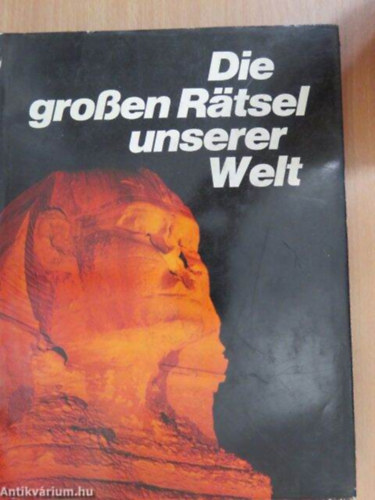 Die
großen Rätsel
unserer
Welt
Antikvárium.hu